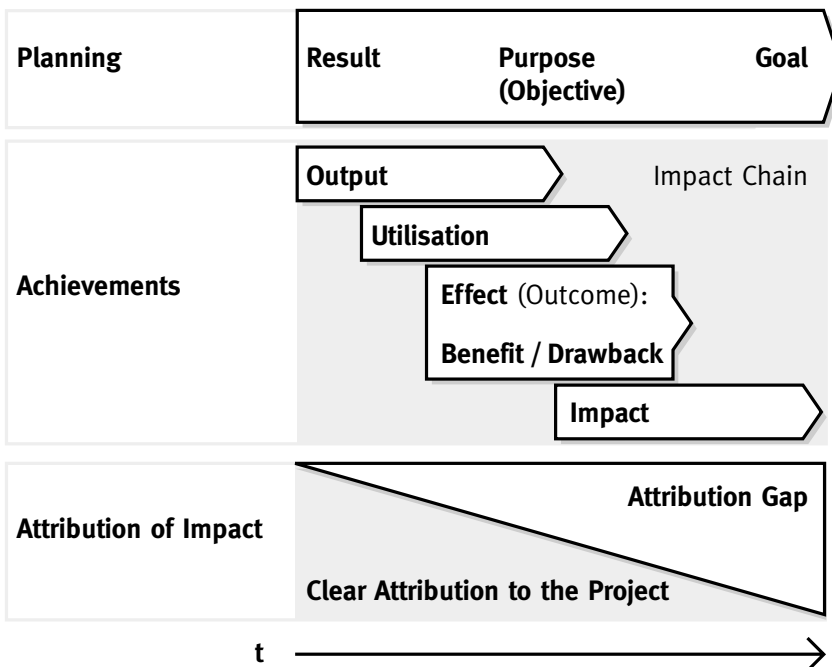 Planning
Result Purpose Goal
(Objective)
Achievements
Output Impact Chain
Utilisation
Effect (Outcome):
Benefit / Drawback
Impact
Attribution of Impact
Attribution Gap
Clear Attribution to the Project
t